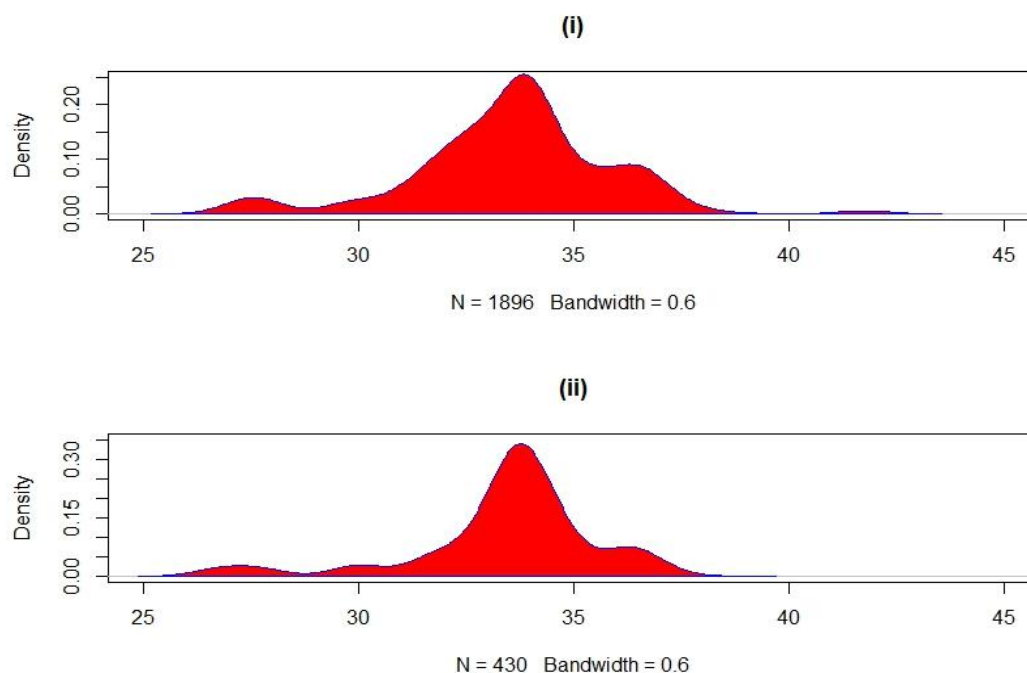 (i)
Density
0.00 0.10 0.20
25 30 35 40 45
N = 1896 Bandwidth = 0.6
(ii)
Density
0.00 0.15 0.30
25 30 35 40 45
N = 430 Bandwidth = 0.6